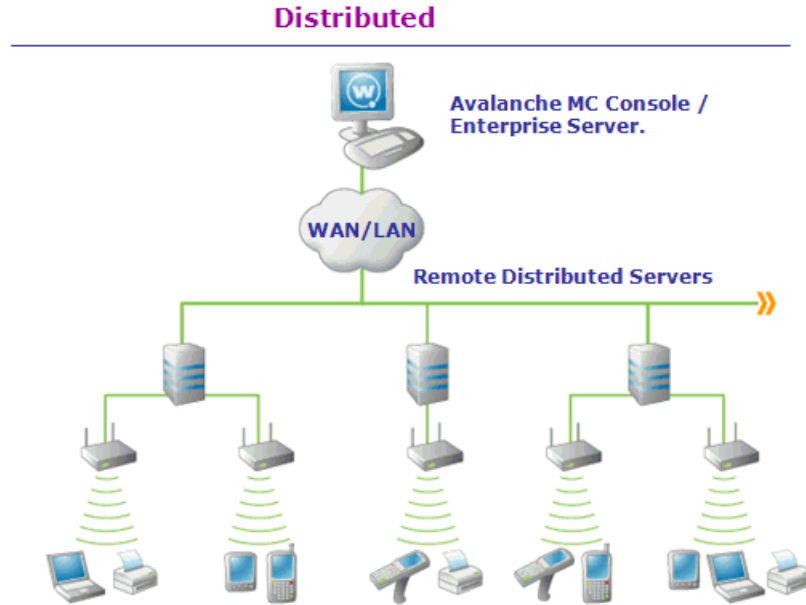 Distributed
Avalanche MC Console /
Enterprise Server.
WAN/LAN
Remote Distributed Servers